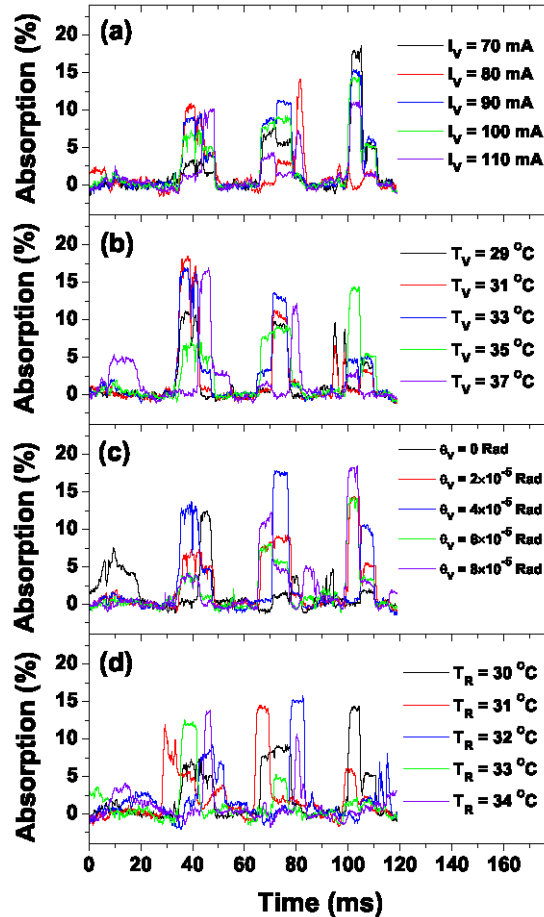 (a)
Absorption (%)
20
15
10
5
0
I_V = 70 mA
I_V = 80 mA
I_V = 90 mA
I_V = 100 mA
I_V = 110 mA
(b)
Absorption (%)
20
15
10
5
0
T_V = 29 °C
T_V = 31 °C
T_V = 33 °C
T_V = 35 °C
T_V = 37 °C
(c)
Absorption (%)
20
15
10
5
0
θ_V = 0 Rad
θ_V = 2×10⁻⁵ Rad
θ_V = 4×10⁻⁵ Rad
θ_V = 6×10⁻⁵ Rad
θ_V = 8×10⁻⁵ Rad
(d)
Absorption (%)
20
15
10
5
0
T_R = 30 °C
T_R = 31 °C
T_R = 32 °C
T_R = 33 °C
T_R = 34 °C
0 20 40 60 80 100 120 140 160
Time (ms)